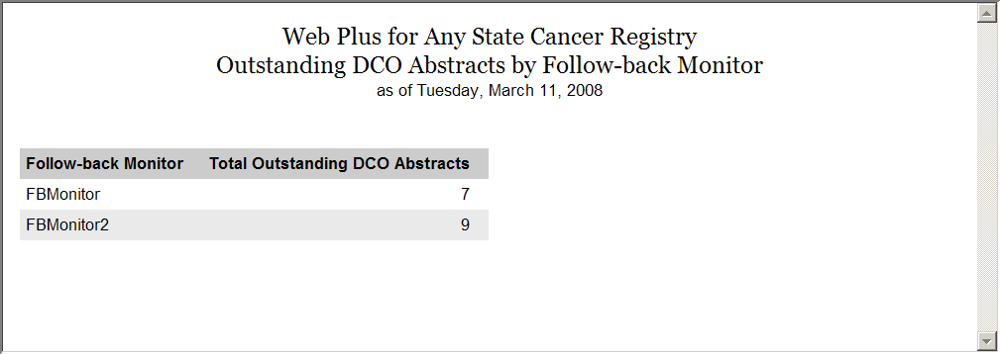 Web Plus for Any State Cancer Registry
Outstanding DCO Abstracts by Follow-back Monitor
as of Tuesday, March 11, 2008
Follow-back Monitor Total Outstanding DCO Abstracts
FBMonitor 7
FBMonitor2 9